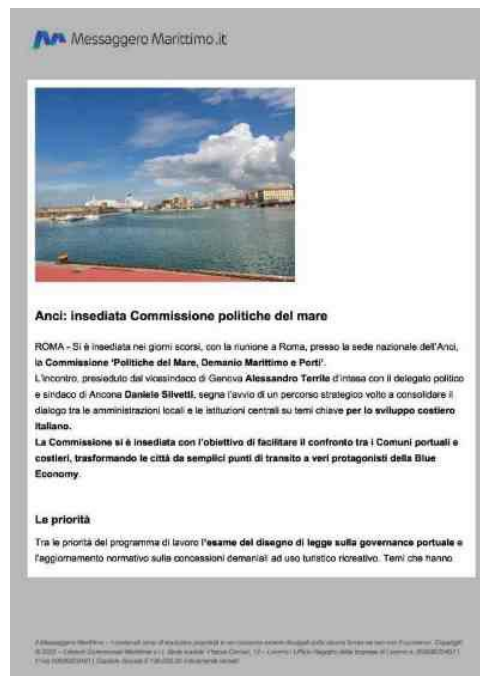 Messaggero Marittimo.it
Anci: insediata Commissione politiche del mare
ROMA - Si è insediata nei giorni scorsi, con la riunione a Roma, presso la sede nazionale dell'Anci,
la Commissione 'Politiche del Mare, Demanio Marittimo e Porti'.
L'incontro, presieduto dal vicesindaco di Genova Alessandro Terrile d'intesa con il delegato politico
e sindaco di Ancona Daniele Silvetti, segna l'avvio di un percorso strategico volto a consolidare il
dialogo tra le amministrazioni locali e le istituzioni centrali su temi chiave per lo sviluppo costiero
italiano.
La Commissione si è insediata con l'obiettivo di facilitare il confronto tra i Comuni portuali e
costieri, trasformando le città da semplici punti di transito a veri protagonisti della Blue
Economy.
Le priorità
Tra le priorità del programma di lavoro l'esame del disegno di legge sulla governance portuale e
l'aggiornamento normativo sulle concessioni demaniali ad uso turistico ricreativo. Temi che hanno